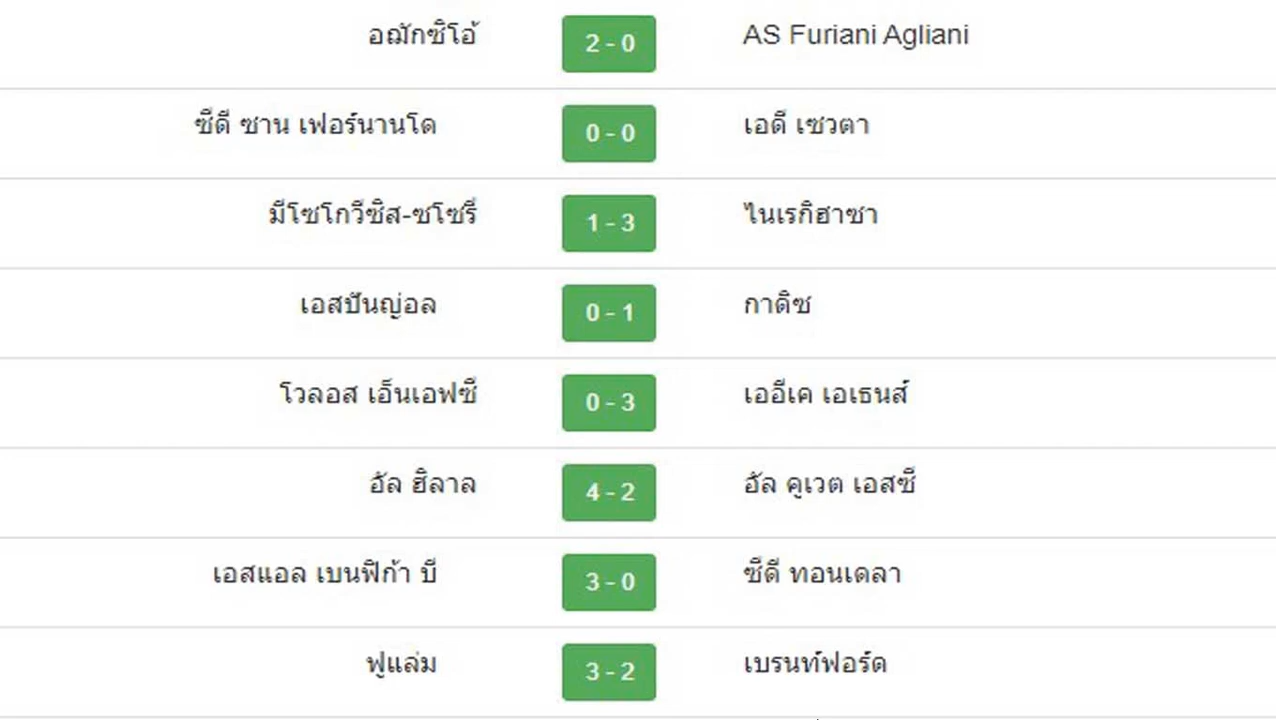 อฌักซิโอ้ 2 - 0 AS Furiani Agliani
ซีดี ซาน เฟอร์นานโด 0 - 0 เอดี เซวตา
มีโซโกวีซิส-ซโซรี่ 1 - 3 ไนเรกิฮาซา
เอสปันญ่อล 0 - 1 กาดิซ
โวลอส เอ็นเอฟซี 0 - 3 เออีเค เอเธนส์
อัล ฮิลาล 4 - 2 อัล คูเวต เอสซี
เอสแอล เบนฟิก้า บี 3 - 0 ซีดี ทอนเดลา
ฟูแล่ม 3 - 2 เบรนท์ฟอร์ด